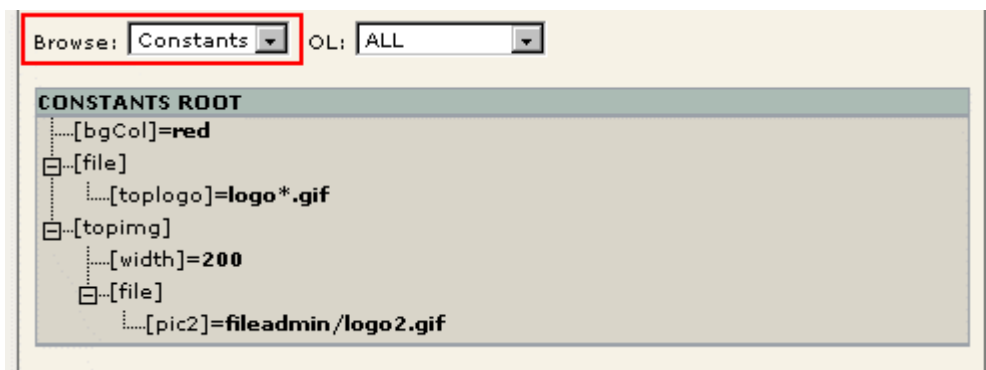 Browse: Constants OL: ALL
CONSTANTS ROOT
[bgCol]=red
[file]
[toplogo]=logo*.gif
[topimg]
[width]=200
[file]
[pic2]=fileadmin/logo2.gif